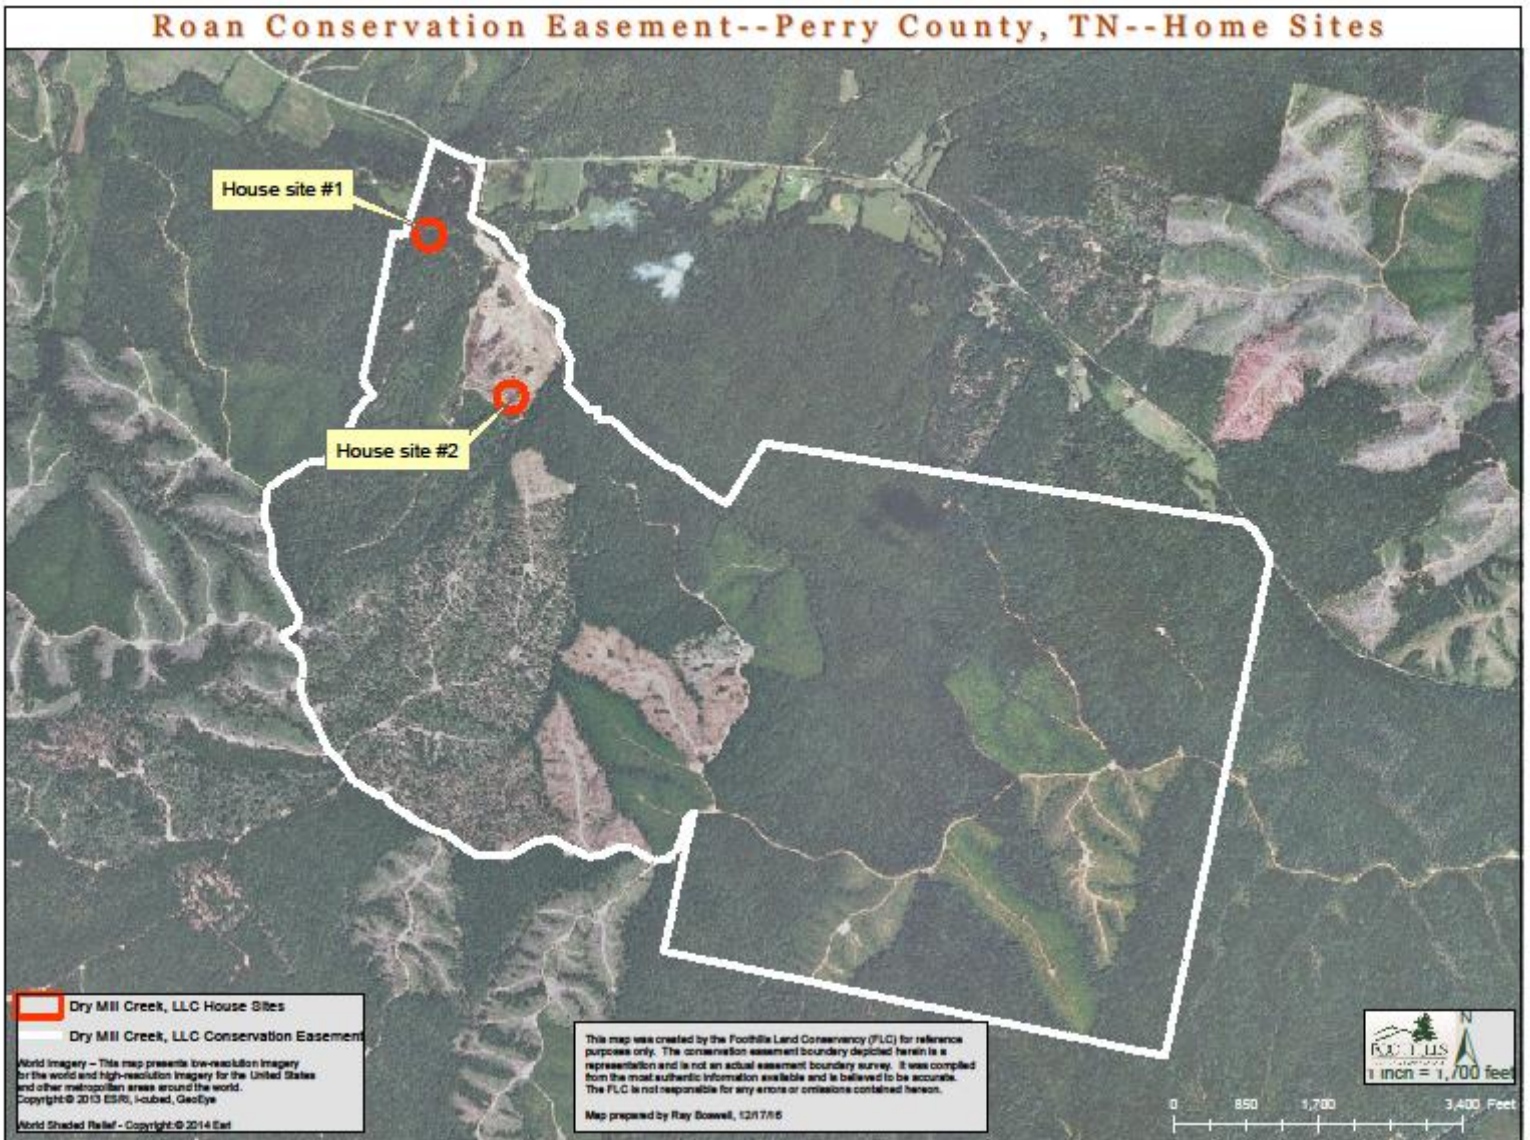 Roan Conservation Easement--Perry County, TN--Home Sites
House site #1
House site #2
Dry Mill Creek, LLC House Sites
Dry Mill Creek, LLC Conservation Easement
World Imagery – This map presents low-resolution imagery
for the world and high-resolution imagery for the United States
and other metropolitan areas around the world.
Copyright:© 2013 ESRI, i-cubed, GeoEye
World Shaded Relief - Copyright:© 2014 Esri
This map was created by the Foothills Land Conservancy (FLC) for reference
purposes only. The conservation easement boundary depicted herein is a
representation and is not an actual easement boundary survey. It was compiled
from the most authentic information available and is believed to be accurate.
The FLC is not responsible for any errors or omissions contained hereon.
Map prepared by Ray Boswell, 12/17/16
N
FOOTHILLS
1 inch = 1,700 feet
0 850 1,700 3,400 Feet